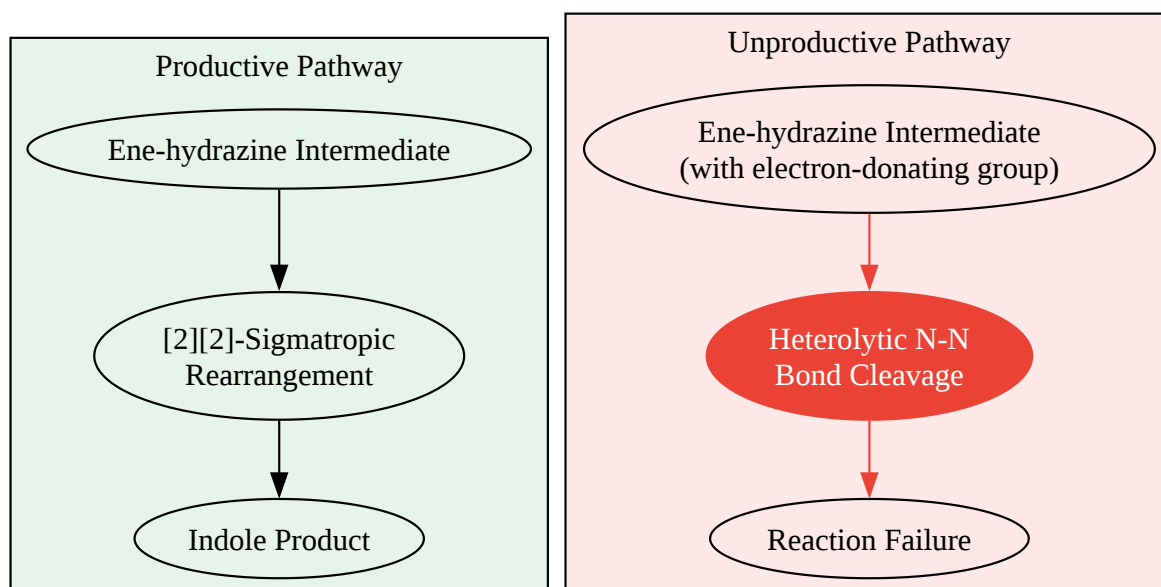 Productive Pathway
Ene-hydrazine Intermediate
[2][2]-Sigmatropic
Rearrangement
Indole Product
Unproductive Pathway
Ene-hydrazine Intermediate
(with electron-donating group)
Heterolytic N-N
Bond Cleavage
Reaction Failure